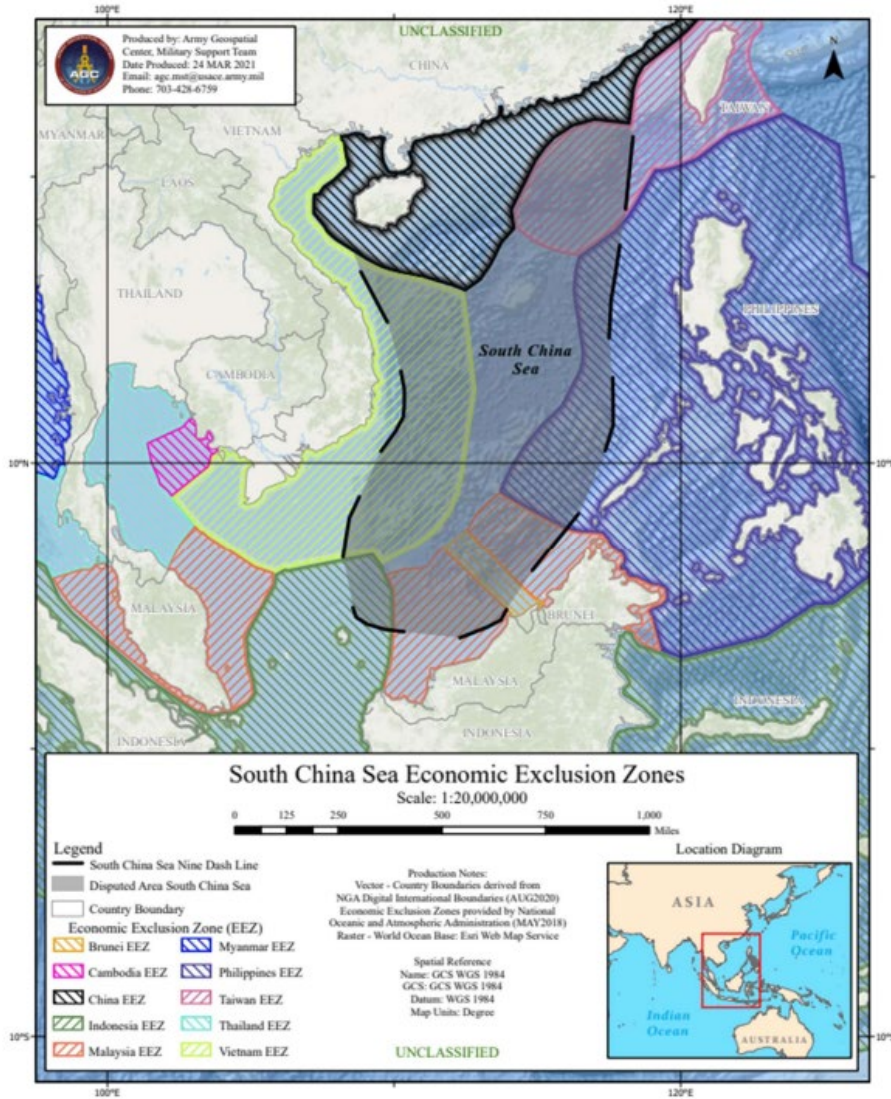 UNCLASSIFIED
Produced by: Army Geospatial
Center, Military Support Team
Date Produced: 24 MAR 2021
Email: agc.mst@usace.army.mil
Phone: 703-428-6759
AGC
100°E
120°E
N
CHINA
TAIWAN
MYANMAR
VIETNAM
LAOS
THAILAND
PHILIPPINES
CAMBODIA
South China
Sea
10°N
10°N
MALAYSIA
BRUNEI
MALAYSIA
INDONESIA
INDONESIA
INDONESIA
South China Sea Economic Exclusion Zones
Scale: 1:20,000,000
0 125 250 500 750 1,000
Miles
Legend
South China Sea Nine Dash Line
Disputed Area South China Sea
Country Boundary
Economic Exclusion Zone (EEZ)
Brunei EEZ
Myanmar EEZ
Cambodia EEZ
Philippines EEZ
China EEZ
Taiwan EEZ
Indonesia EEZ
Thailand EEZ
Malaysia EEZ
Vietnam EEZ
Production Notes:
Vector - Country Boundaries derived from
NGA Digital International Boundaries (AUG2020)
Economic Exclusion Zones provided by National
Oceanic and Atmospheric Administration (MAY2018)
Raster - World Ocean Base: Esri Web Map Service
Spatial Reference
Name: GCS WGS 1984
GCS: GCS WGS 1984
Datum: WGS 1984
Map Units: Degree
UNCLASSIFIED
Location Diagram
ASIA
Pacific
Ocean
Indian
Ocean
AUSTRALIA
10°S
10°S
100°E
120°E